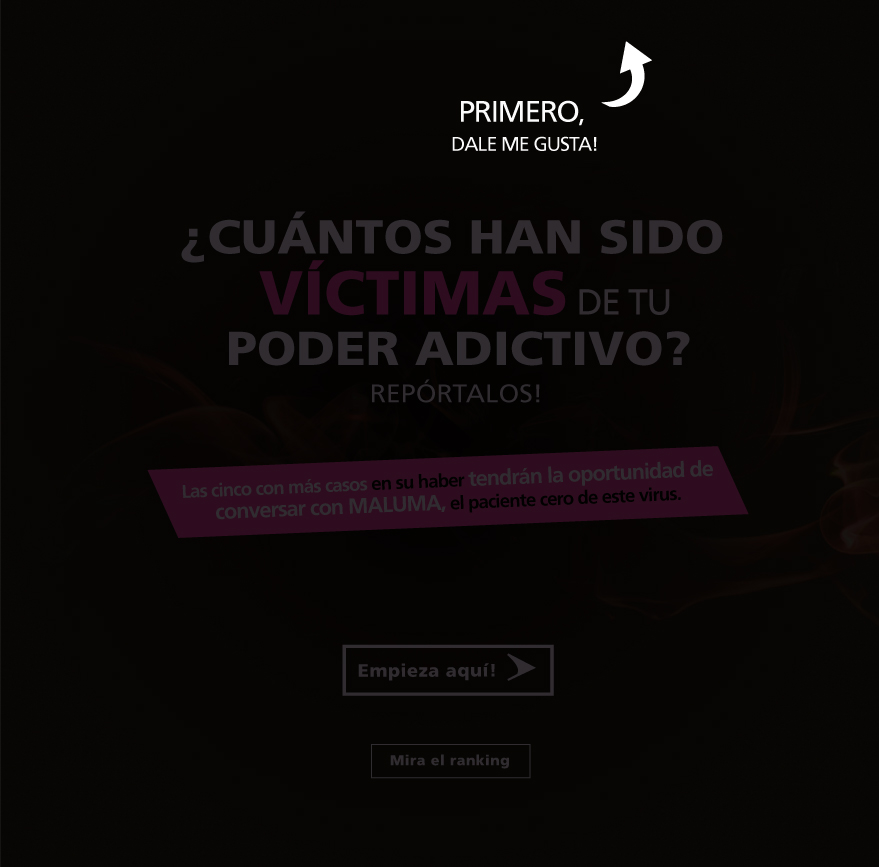 PRIMERO,
DALE ME GUSTA!
¿CUÁNTOS HAN SIDO
VÍCTIMAS DE TU
PODER ADICTIVO?
REPÓRTALOS!
Las cinco con más casos en su haber tendrán la oportunidad de
conversar con MALUMA, el paciente cero de este virus.
Empieza aquí!
Mira el ranking